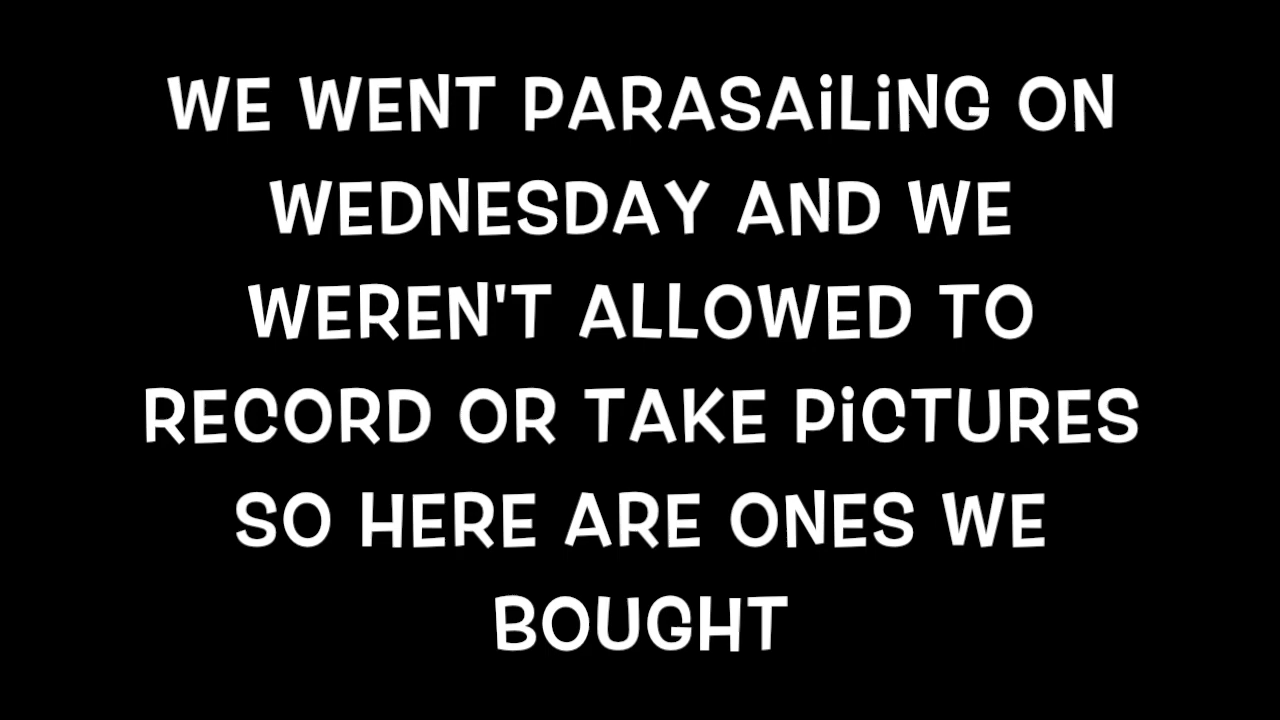 WE WENT PARASAiLiNG ON
WEDNESDAY AND WE
WEREN'T ALLOWED TO
RECORD OR TAKE PiCTURES
SO HERE ARE ONES WE
BOUGHT